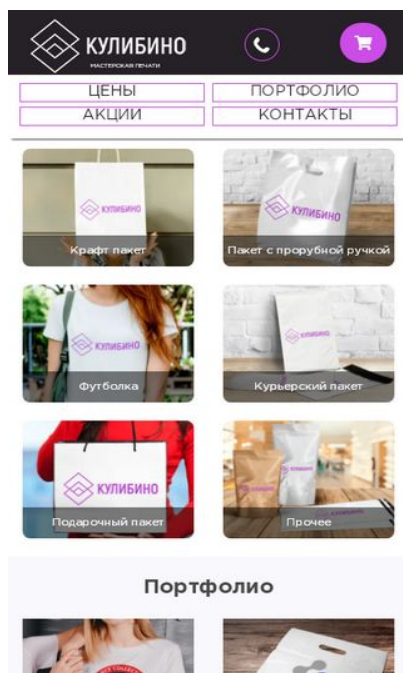 КУЛИБИНО
МАСТЕРСКАЯ ПЕЧАТИ
ЦЕНЫ
ПОРТФОЛИО
АКЦИИ
КОНТАКТЫ
КУЛИБИНО
Крафт пакет
КУЛИБИНО
Пакет с прорубной ручкой
КУЛИБИНО
Футболка
КУЛИБИНО
Курьерский пакет
КУЛИБИНО
Подарочный пакет
Прочее
Портфолио